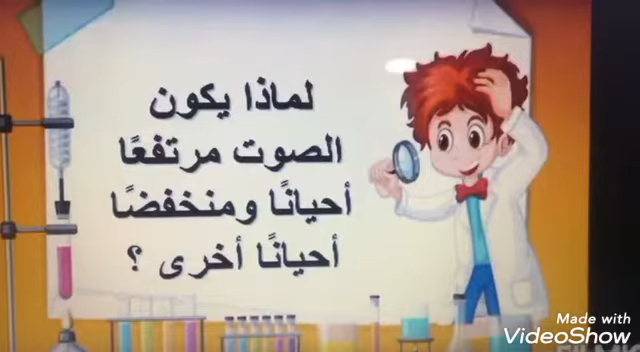 لماذا يكون
الصوت مرتفعًا
أحيانًا ومنخفضًا
أحيانًا أخرى ؟
Made with
VideoShow